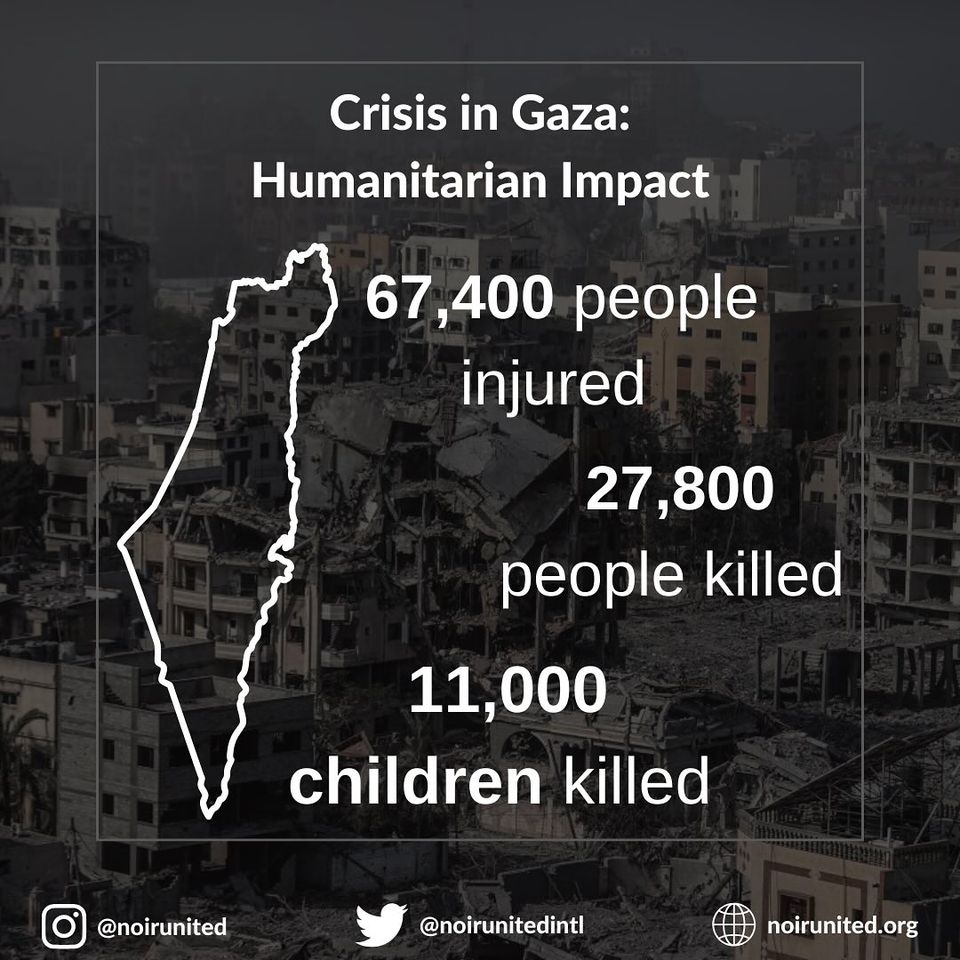 Crisis in Gaza:
Humanitarian Impact
67,400 people
injured
27,800
people killed
11,000
children killed
@noirunited
@noirunitedintl
noirunited.org